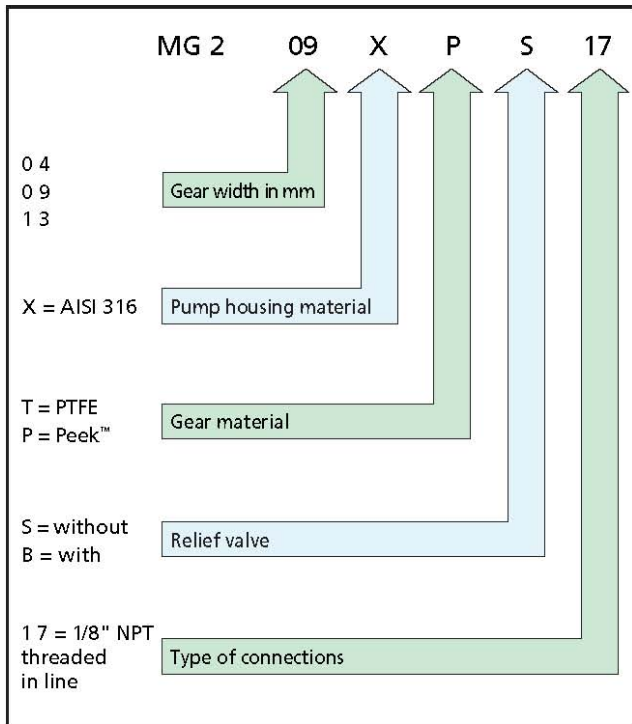 MG 2 09 X P S 17
0 4
0 9
1 3
Gear width in mm
X = AISI 316
Pump housing material
T = PTFE
P = Peek™
Gear material
S = without
B = with
Relief valve
1 7 = 1/8" NPT
threaded
in line
Type of connections